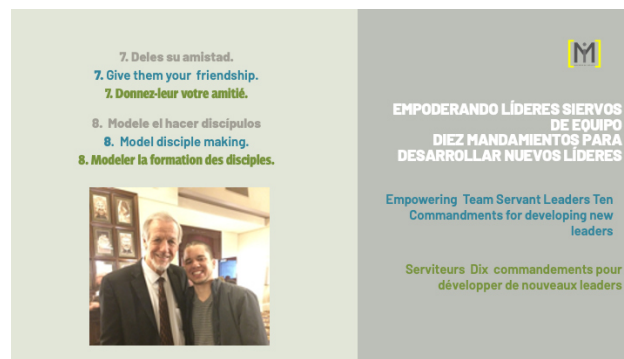 7. Deles su amistad.
7. Give them your friendship.
7. Donnez-leur votre amitié.
8. Modele el hacer discípulos
8. Model disciple making.
8. Modeler la formation des disciples.
EMPODERANDO LÍDERES SIERVOS
DE EQUIPO
DIEZ MANDAMIENTOS PARA
DESARROLLAR NUEVOS LÍDERES
Empowering Team Servant Leaders Ten
Commandments for developing new
leaders
Serviteurs Dix commandements pour
développer de nouveaux leaders